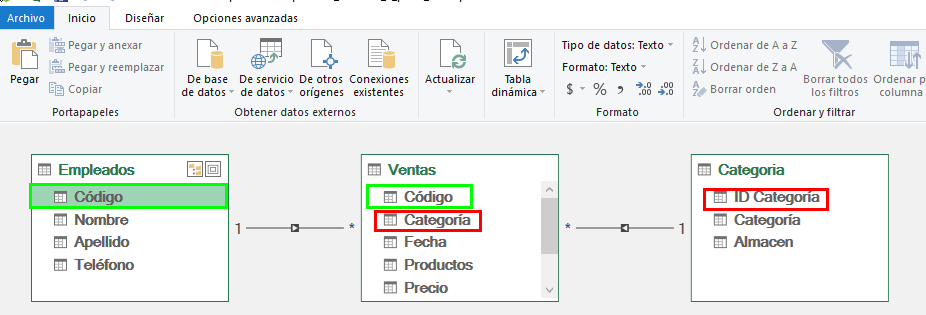 Archivo Inicio Diseñar Opciones avanzadas
Pegar
Pegar y anexar
Pegar y reemplazar
Copiar
Portapapeles
De base de datos
De servicio de datos
De otros orígenes
Conexiones existentes
Obtener datos externos
Actualizar
Tabla dinámica
Tipo de datos: Texto
Formato: Texto
$ % , ,00 ,00
Formato
Ordenar de A a Z
Ordenar de Z a A
Borrar orden
Borrar todos los filtros
Ordenar p
columna
Ordenar y filtrar
Empleados
Código
Nombre
Apellido
Teléfono
1 *
Ventas
Código
Categoría
Fecha
Productos
Precio
* 1
Categoria
ID Categoría
Categoría
Almacen